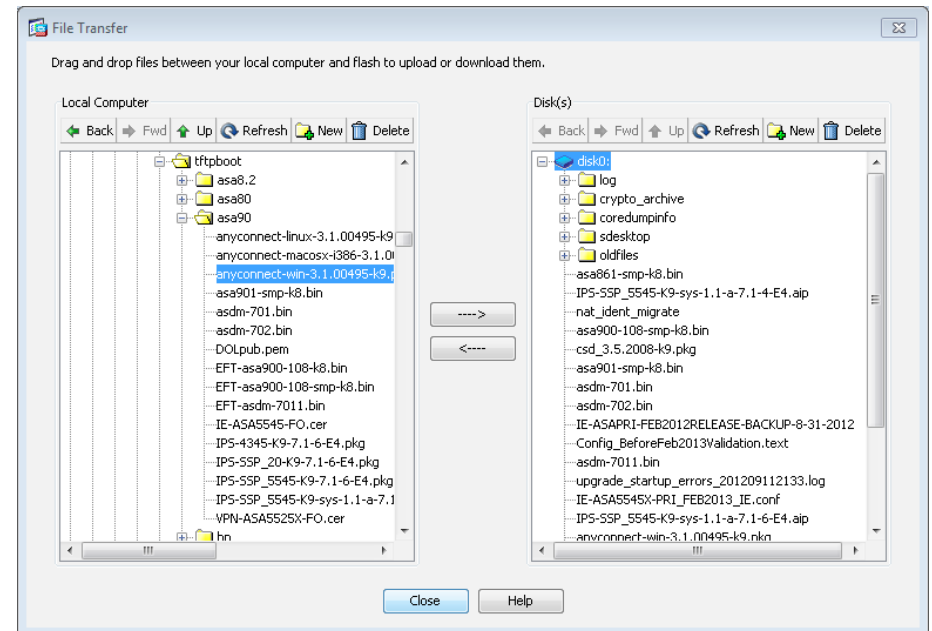 File Transfer
Drag and drop files between your local computer and flash to upload or download them.
Local Computer
Back Fwd Up Refresh New Delete
tftpboot
asa8.2
asa80
asa90
anyconnect-linux-3.1.00495-k9
anyconnect-macosx-i386-3.1.0
anyconnect-win-3.1.00495-k9.p
asa901-smp-k8.bin
asdm-701.bin
asdm-702.bin
DOLpub.pem
EFT-asa900-108-k8.bin
EFT-asa900-108-smp-k8.bin
EFT-asdm-7011.bin
IE-ASA5545-FO.cer
IPS-4345-K9-7.1-6-E4.pkg
IPS-SSP_20-K9-7.1-6-E4.pkg
IPS-SSP_5545-K9-7.1-6-E4.pkg
IPS-SSP_5545-K9-sys-1.1-a-7.1
VPN-ASA5525X-FO.cer
bn
---->
<----
Disk(s)
Back Fwd Up Refresh New Delete
disk0:
log
crypto_archive
coredumpinfo
sdesktop
oldfiles
asa861-smp-k8.bin
IPS-SSP_5545-K9-sys-1.1-a-7.1-4-E4.aip
nat_ident_migrate
asa900-108-smp-k8.bin
csd_3.5.2008-k9.pkg
asa901-smp-k8.bin
asdm-701.bin
asdm-702.bin
IE-ASAPRI-FEB2012RELEASE-BACKUP-8-31-2012
Config_BeforeFeb2013Validation.text
asdm-7011.bin
upgrade_startup_errors_201209112133.log
IE-ASA5545X-PRI_FEB2013_IE.conf
IPS-SSP_5545-K9-sys-1.1-a-7.1-6-E4.aip
anyconnect-win-3.1.00495-k9.pkg
Close Help